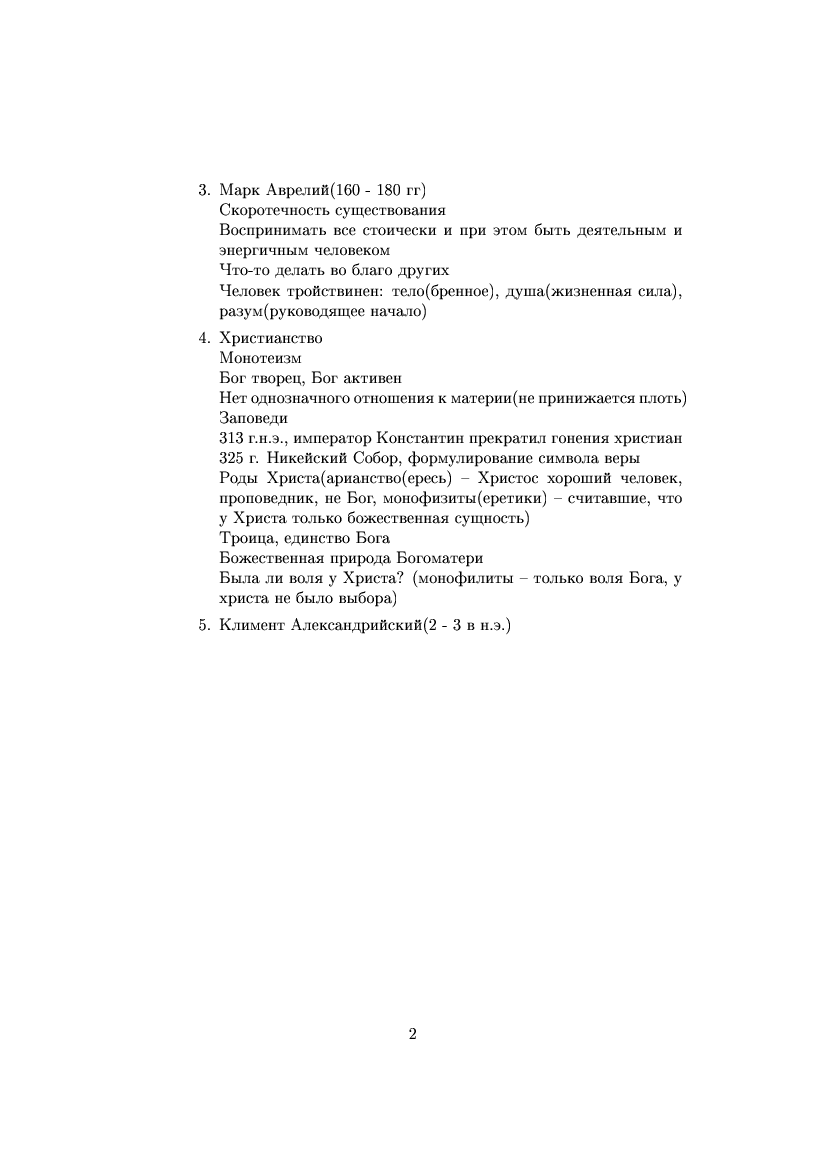 3. Марк Аврелий(160 - 180 гг)
Скоротечность существования
Воспринимать все стоически и при этом быть деятельным и
энергичным человеком
Что-то делать во благо других
Человек тройствинен: тело(бренное), душа(жизненная сила),
разум(руководящее начало)
4. Христианство
Монотеизм
Бог творец, Бог активен
Нет однозначного отношения к материи(не принижается плоть)
Заповеди
313 г.н.э., император Константин прекратил гонения христиан
325 г. Никейский Собор, формулирование символа веры
Роды Христа(арианство(ересь) – Христос хороший человек,
проповедник, не Бог, монофизиты(еретики) – считавшие, что
у Христа только божественная сущность)
Троица, единство Бога
Божественная природа Богоматери
Была ли воля у Христа? (монофилиты – только воля Бога, у
христа не было выбора)
5. Климент Александрийский(2 - 3 в н.э.)
2